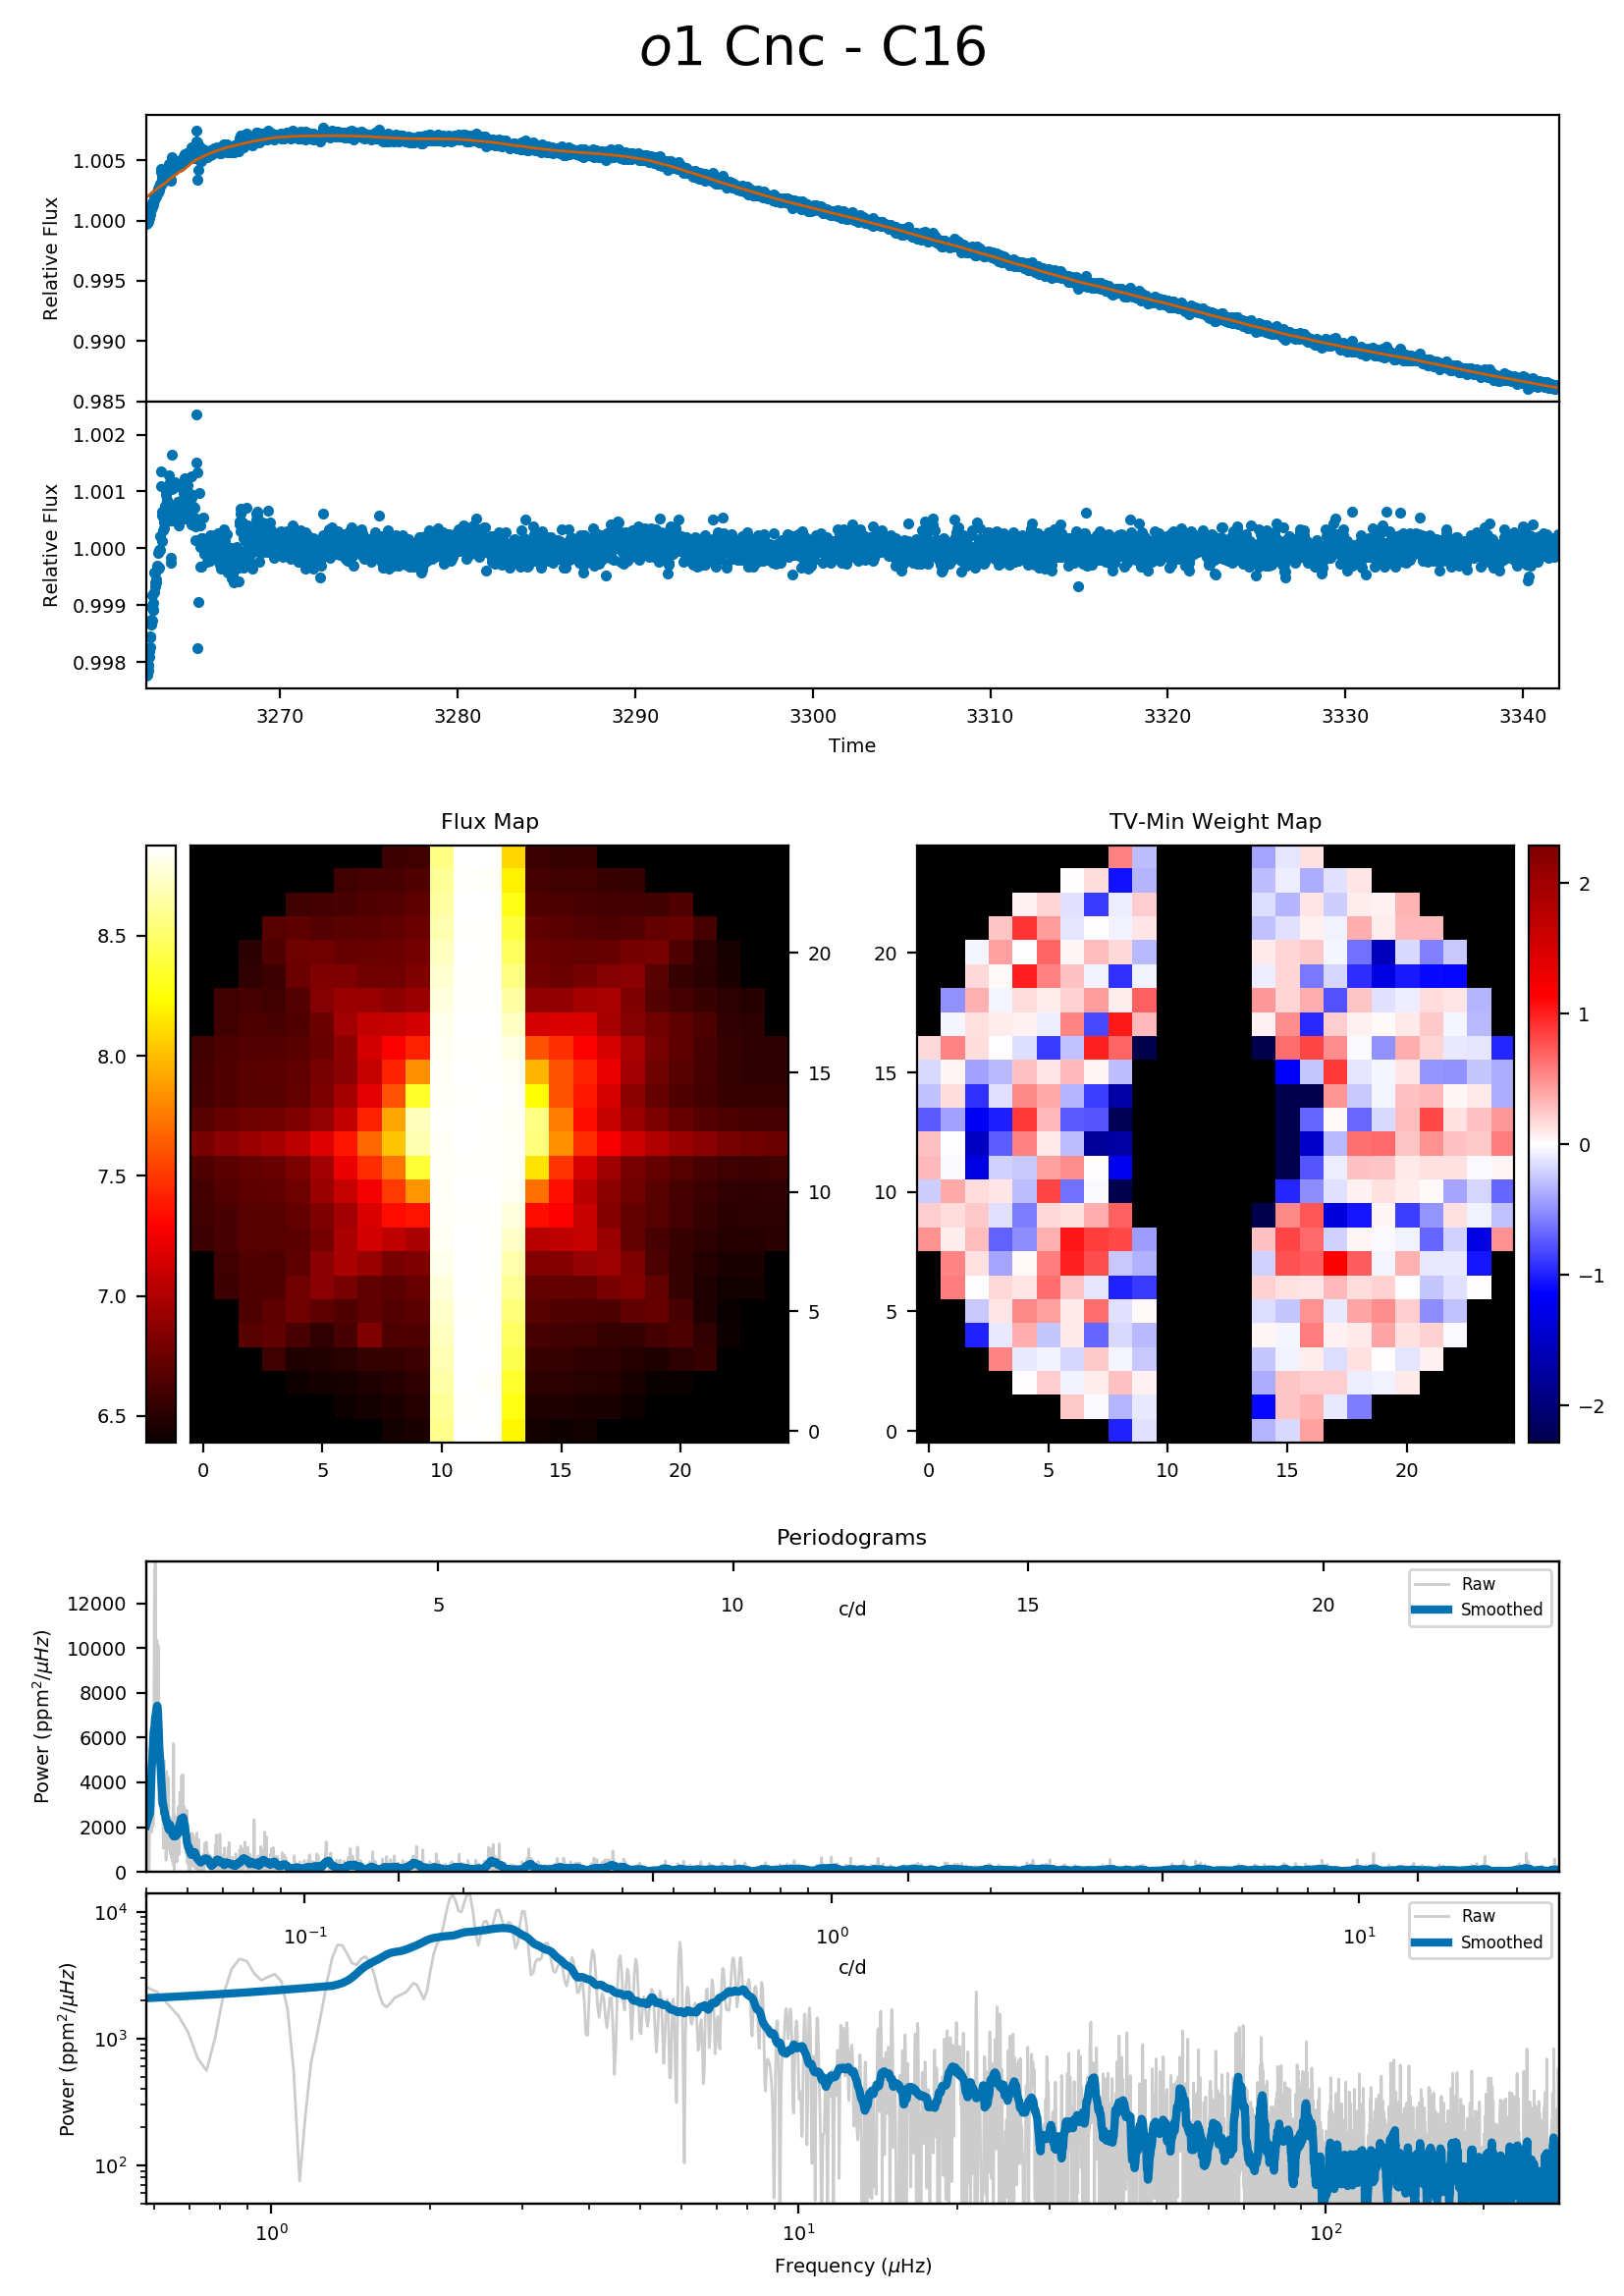 o1 Cnc - C16
Relative Flux
1.005
1.000
0.995
0.990
0.985
Relative Flux
1.002
1.001
1.000
0.999
0.998
3270 3280 3290 3300 3310 3320 3330 3340
Time
Flux Map
8.5
8.0
7.5
7.0
6.5
20
15
10
5
0
0 5 10 15 20
TV-Min Weight Map
20
15
10
5
0
0 5 10 15 20
2
1
0
−1
−2
Periodograms
Power (ppm²/μHz)
12000
10000
8000
6000
4000
2000
0
5 10 15 20
c/d
Raw
Smoothed
Power (ppm²/μHz)
10⁴
10³
10²
10⁻¹ 10⁰ 10¹
c/d
Raw
Smoothed
10⁰ 10¹ 10²
Frequency (μHz)